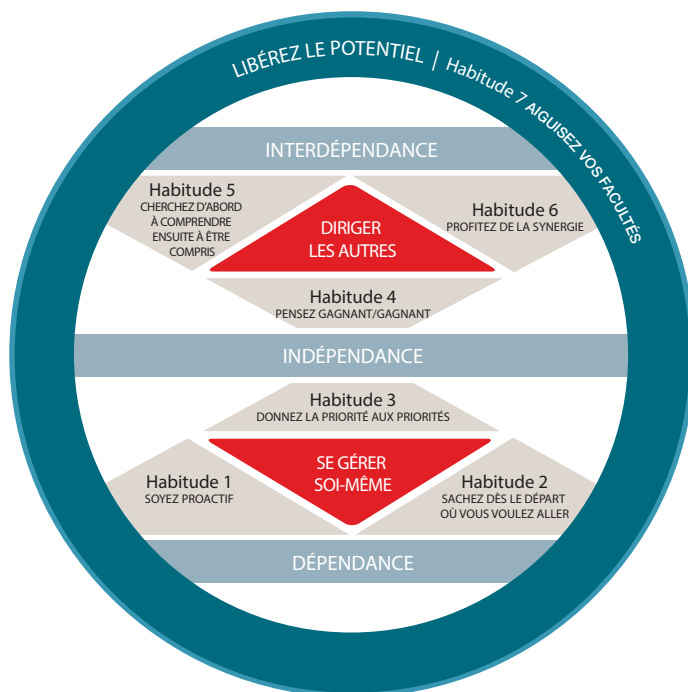 LIBÉREZ LE POTENTIEL | Habitude 7 AIGUISEZ VOS FACULTÉS
INTERDÉPENDANCE
Habitude 5
CHERCHEZ D'ABORD
À COMPRENDRE
ENSUITE À ÊTRE
COMPRIS
DIRIGER
LES AUTRES
Habitude 6
PROFITEZ DE LA SYNERGIE
Habitude 4
PENSEZ GAGNANT/GAGNANT
INDÉPENDANCE
Habitude 3
DONNEZ LA PRIORITÉ AUX PRIORITÉS
Habitude 1
SOYEZ PROACTIF
SE GÉRER
SOI-MÊME
Habitude 2
SACHEZ DÈS LE DÉPART
OÙ VOUS VOULEZ ALLER
DÉPENDANCE